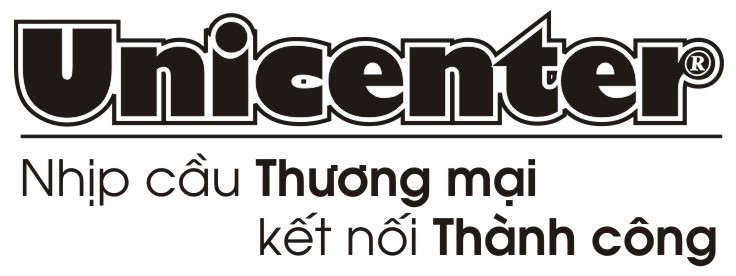 Unicenter®
Nhịp cầu Thương mại
kết nối Thành công